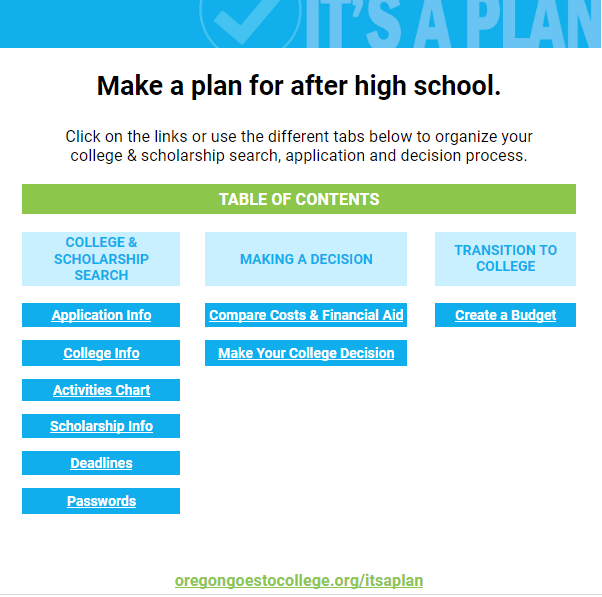 IT'S A PLAN
Make a plan for after high school.
Click on the links or use the different tabs below to organize your
college & scholarship search, application and decision process.
TABLE OF CONTENTS
COLLEGE &
SCHOLARSHIP
SEARCH
Application Info
College Info
Activities Chart
Scholarship Info
Deadlines
Passwords
MAKING A DECISION
Compare Costs & Financial Aid
Make Your College Decision
TRANSITION TO
COLLEGE
Create a Budget
oregongoestocollege.org/itsaplan